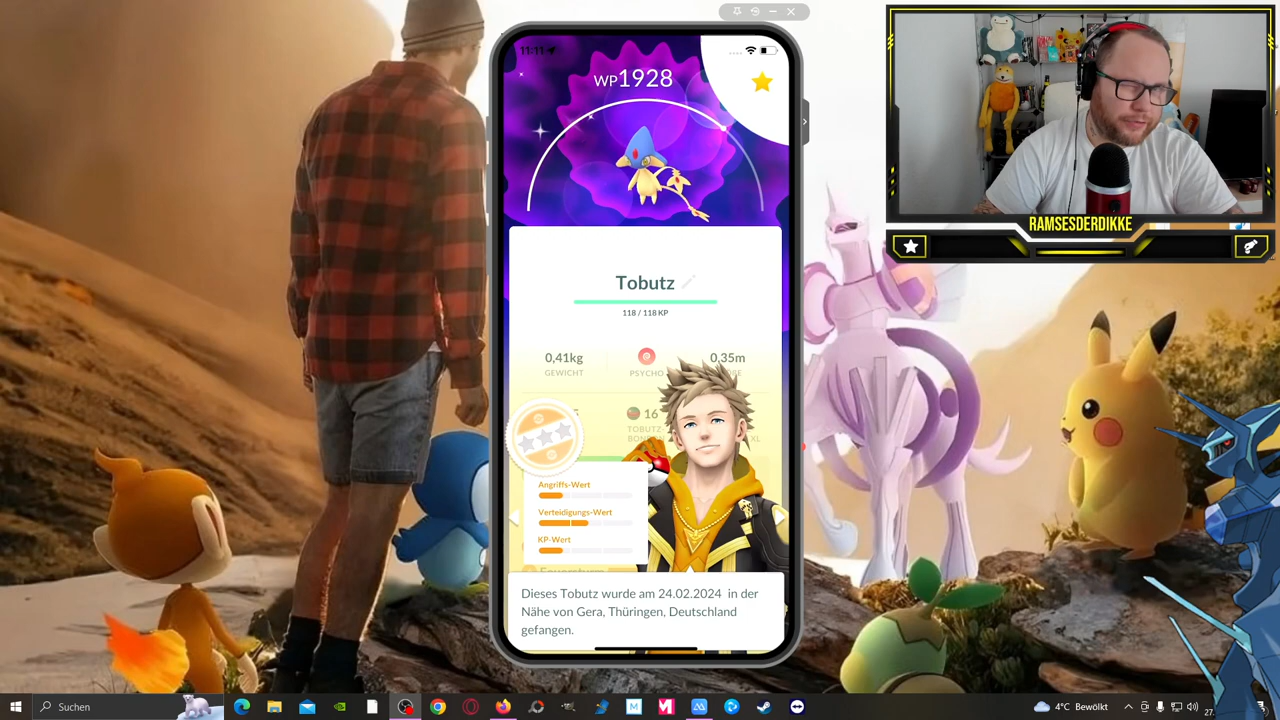 11:11
WP1928
Tobutz
118 / 118 KP
0,41kg
GEWICHT
PSYCHO
0,35m
16
TOBUTZ-
XL
Angriffs-Wert
Verteidigungs-Wert
KP-Wert
Dieses Tobutz wurde am 24.02.2024 in der
Nähe von Gera, Thüringen, Deutschland
gefangen.
RAMSESDERDIKKE
Suchen
4°C Bewölkt
27.